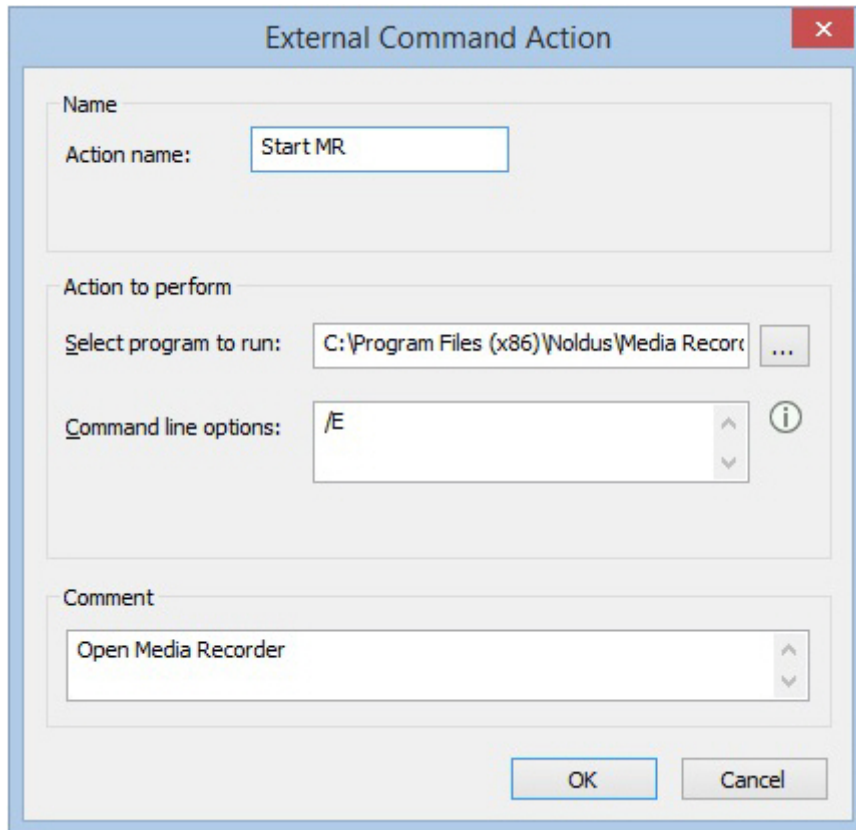 External Command Action
Name
Action name: Start MR
Action to perform
Select program to run: C:\Program Files (x86)\Noldus\Media Record ...
Command line options: /E
Comment
Open Media Recorder
OK Cancel